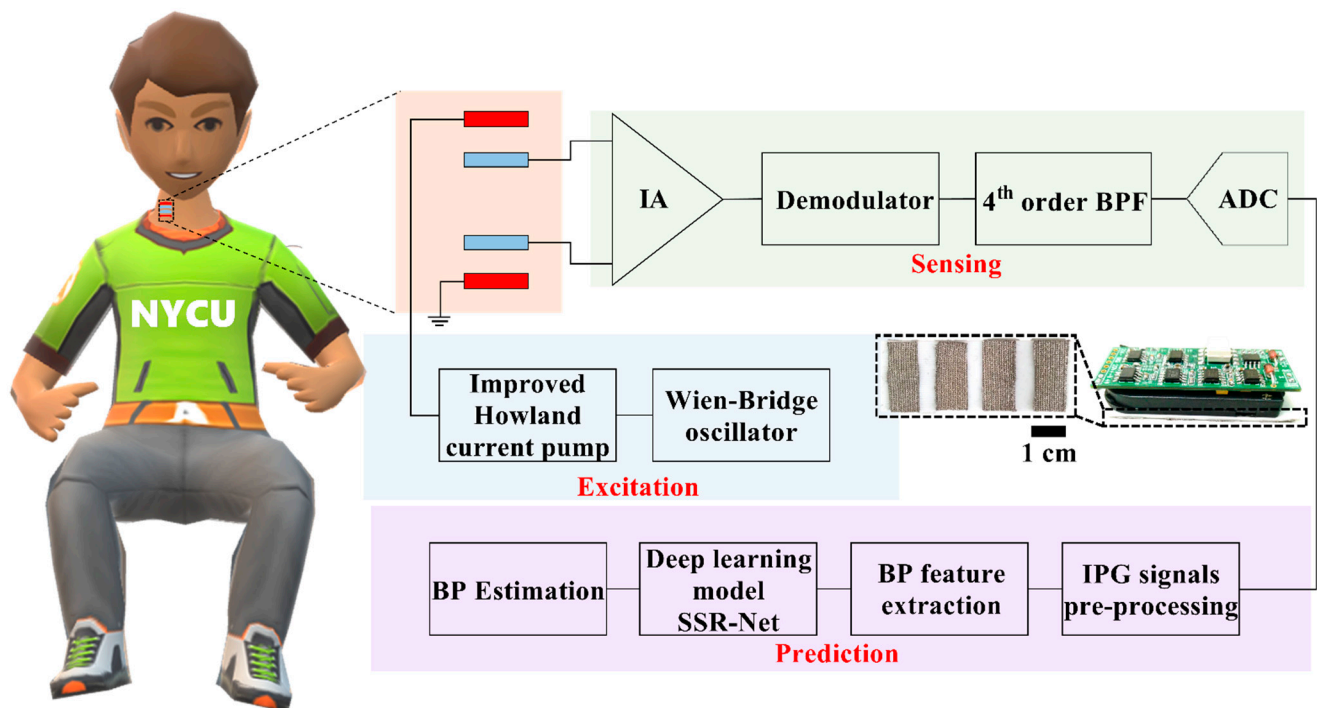 IA
Demodulator
4th order BPF
ADC
Sensing
NYCU
Improved
Howland
current pump
Wien-Bridge
oscillator
1 cm
Excitation
BP Estimation
Deep learning
model
SSR-Net
BP feature
extraction
IPG signals
pre-processing
Prediction